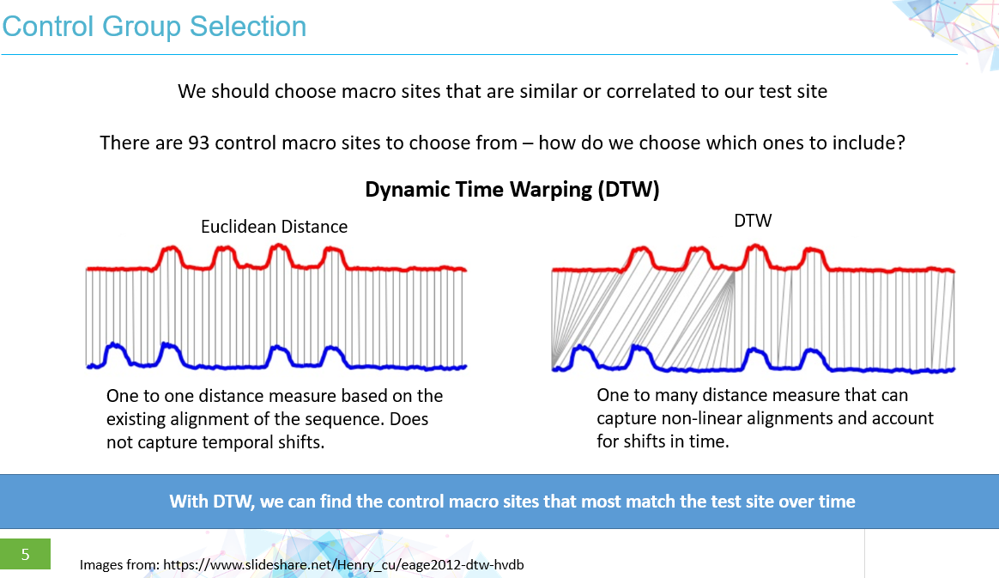 Control Group Selection
We should choose macro sites that are similar or correlated to our test site
There are 93 control macro sites to choose from – how do we choose which ones to include?
Dynamic Time Warping (DTW)
Euclidean Distance
DTW
One to one distance measure based on the
existing alignment of the sequence. Does
not capture temporal shifts.
One to many distance measure that can
capture non-linear alignments and account
for shifts in time.
With DTW, we can find the control macro sites that most match the test site over time
5
Images from: https://www.slideshare.net/Henry_cu/eage2012-dtw-hvdb